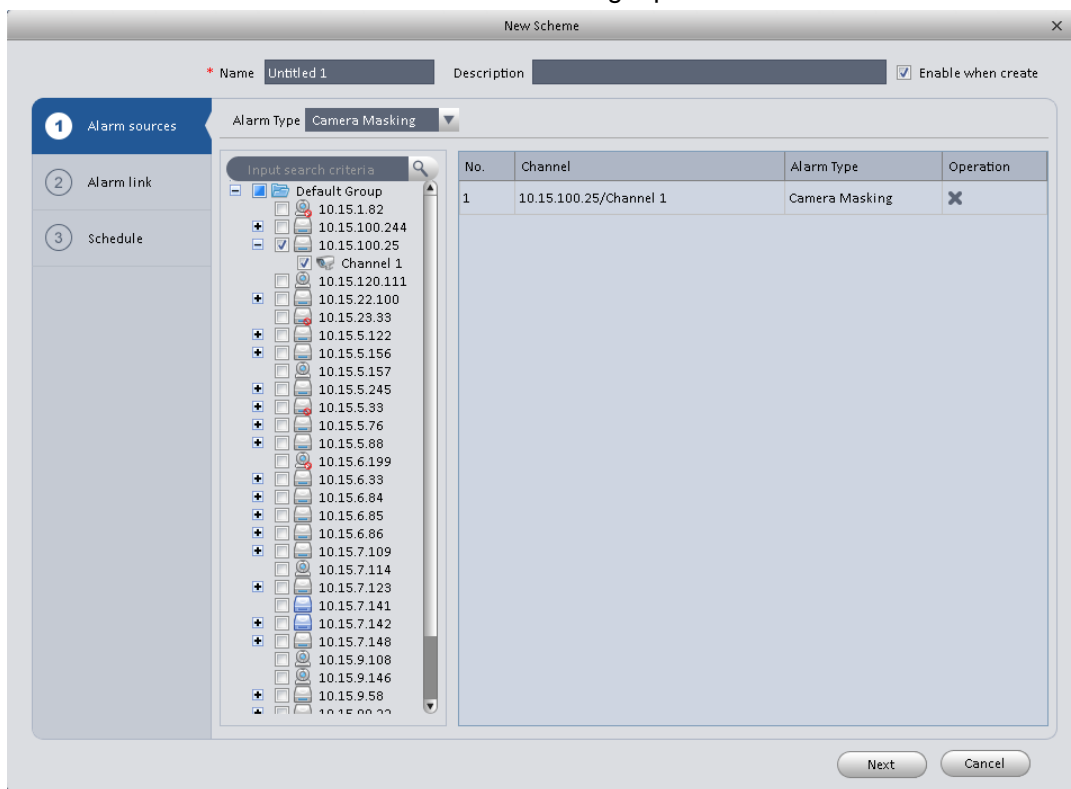 New Scheme
* Name Untitled 1 Description Enable when create
1 Alarm sources
2 Alarm link
3 Schedule
Alarm Type Camera Masking
Input search criteria
Default Group
10.15.1.82
10.15.100.244
10.15.100.25
Channel 1
10.15.120.111
10.15.22.100
10.15.23.33
10.15.5.122
10.15.5.156
10.15.5.157
10.15.5.245
10.15.5.33
10.15.5.76
10.15.5.88
10.15.6.199
10.15.6.33
10.15.6.84
10.15.6.85
10.15.6.86
10.15.7.109
10.15.7.114
10.15.7.123
10.15.7.141
10.15.7.142
10.15.7.148
10.15.9.108
10.15.9.146
10.15.9.58
No. Channel Alarm Type Operation
1 10.15.100.25/Channel 1 Camera Masking
Next Cancel